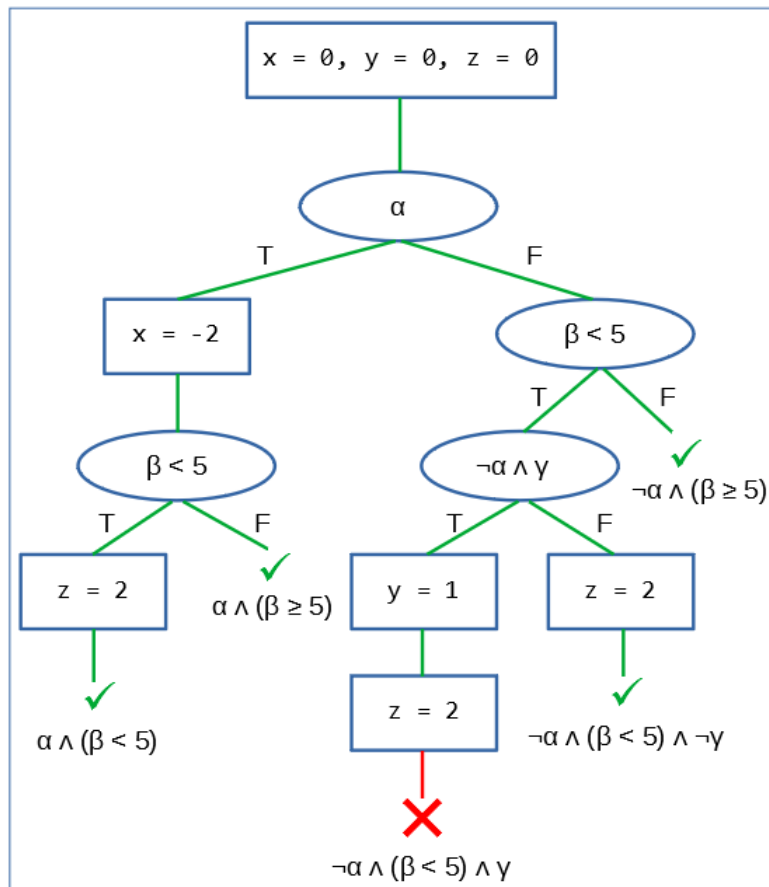 x = 0, y = 0, z = 0
α
T
F
x = -2
β < 5
β < 5
T
F
¬α ∧ γ
¬α ∧ (β ≥ 5)
T
F
T
F
z = 2
α ∧ (β ≥ 5)
y = 1
z = 2
α ∧ (β < 5)
z = 2
¬α ∧ (β < 5) ∧ ¬γ
¬α ∧ (β < 5) ∧ γ